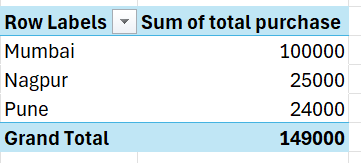 Row Labels Sum of total purchase
Mumbai 100000
Nagpur 25000
Pune 24000
Grand Total 149000